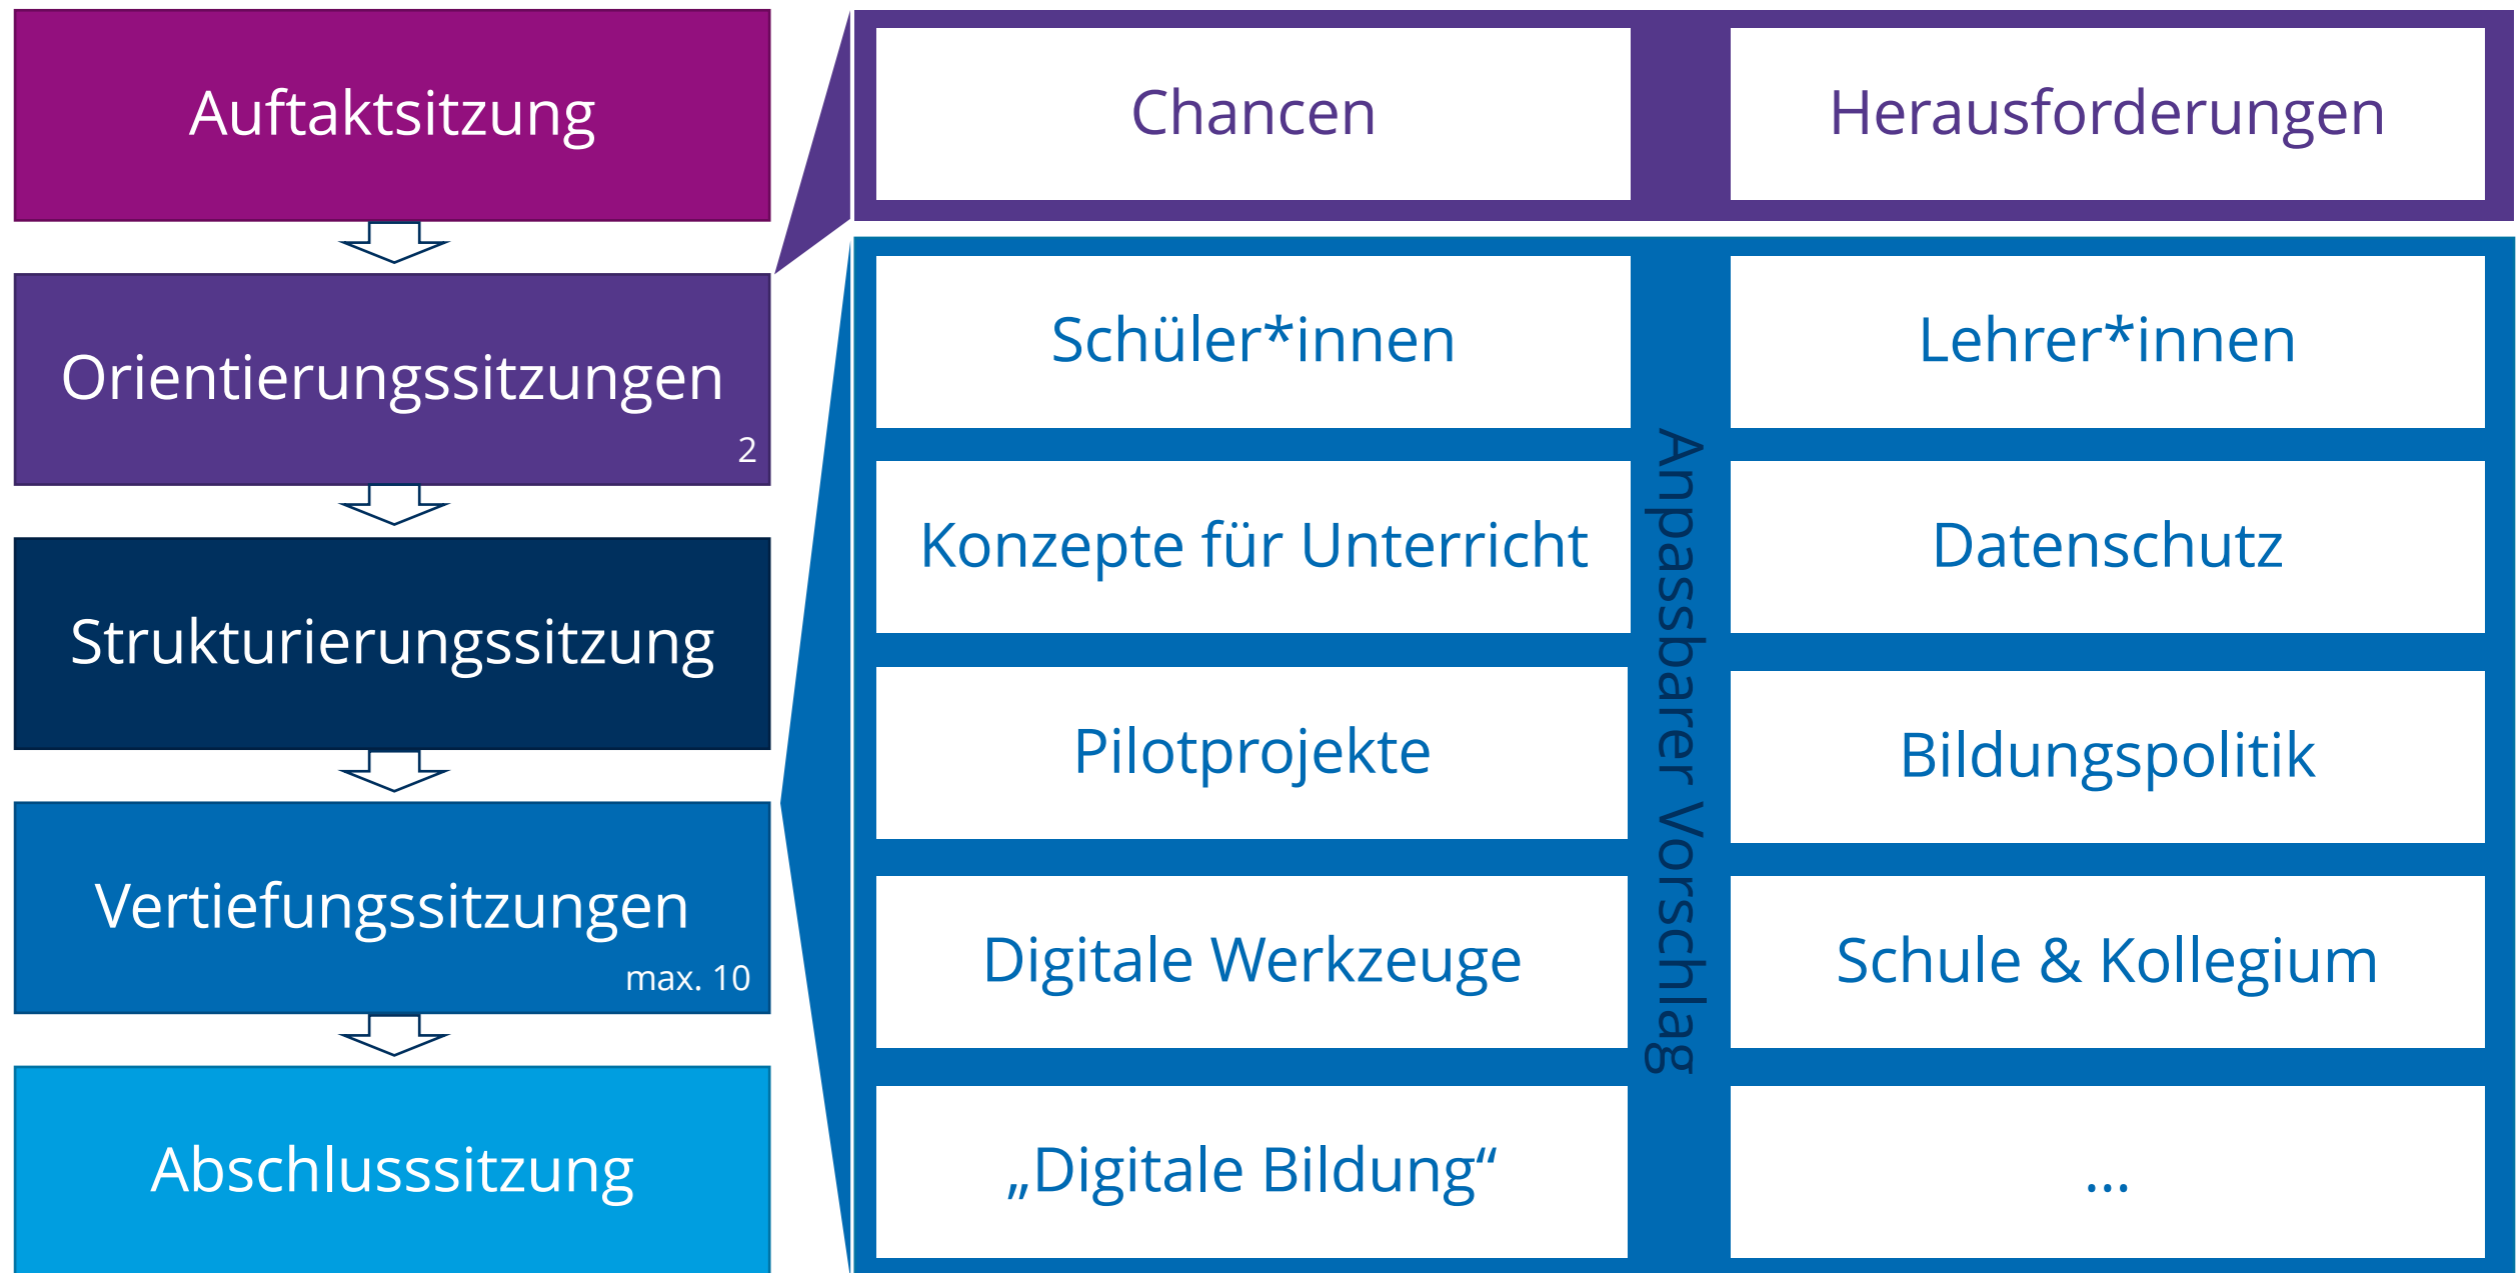 Auftaktsitzung
Orientierungssitzungen
2
Strukturierungssitzung
Vertiefungssitzungen
max. 10
Abschlusssitzung
Chancen
Herausforderungen
Schüler*innen
Lehrer*innen
Konzepte für Unterricht
Datenschutz
Pilotprojekte
Bildungspolitik
Digitale Werkzeuge
Schule & Kollegium
„Digitale Bildung“
...
Anpassbarer Vorschlag